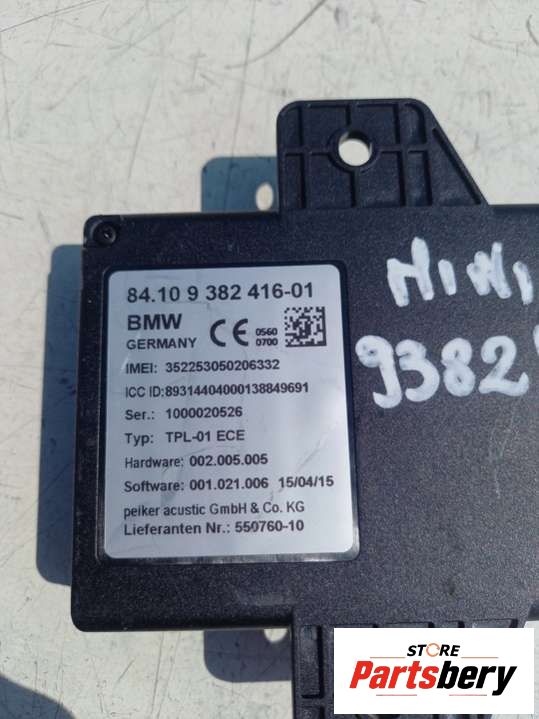 84.10 9 382 416-01
BMW
GERMANY
CE 0560 0700
IMEI: 352253050206332
ICC ID:89314404000138849691
Ser.: 1000020526
Typ: TPL-01 ECE
Hardware: 002.005.005
Software: 001.021.006 15/04/15
peiker acustic GmbH & Co. KG
Lieferanten Nr.: 550760-10
MINI
9382
STORE
Partsbery